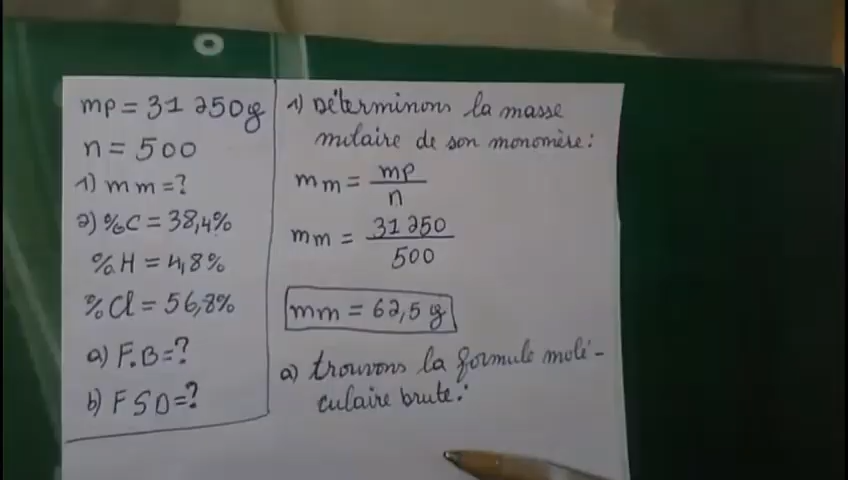 mp = 31 250g
n = 500
1) mm = ?
2) %C = 38,4%
%H = 4,8%
%Cl = 56,8%
a) F.B = ?
b) F S D = ?
1) Déterminons la masse
molaire de son monomère :
mm = mp / n
mm = 31 250 / 500
mm = 62,5 g
a) trouvons la formule molé-
culaire brute :